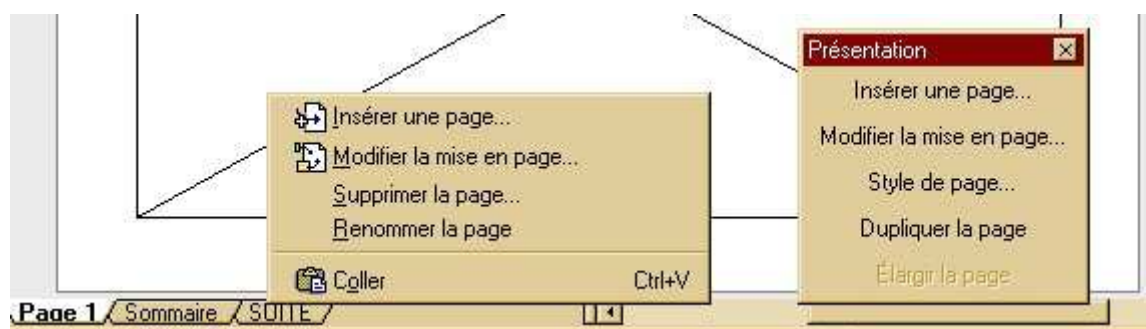 Insérer une page...
Modifier la mise en page...
Supprimer la page...
Renommer la page
Coller Ctrl+V
Présentation
Insérer une page...
Modifier la mise en page...
Style de page...
Dupliquer la page
Élargir la page
Page 1 Sommaire SUITE